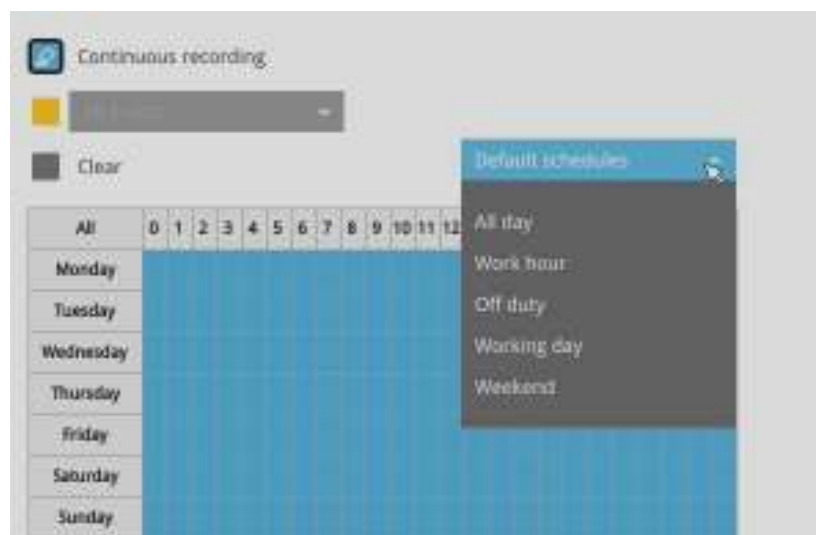 Continuous recording
Clear
Default schedules
All 0 1 2 3 4 5 6 7 8 9 10 11 12
All day
Monday
Work hour
Tuesday
Off duty
Wednesday
Working day
Thursday
Weekend
Friday
Saturday
Sunday